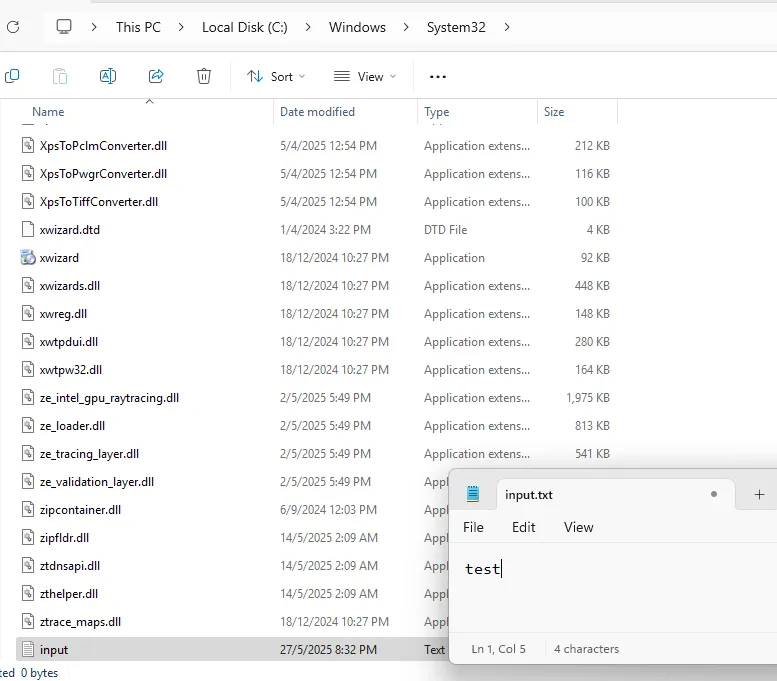 This PC > Local Disk (C:) > Windows > System32 >
Sort View ...
Name Date modified Type Size
XpsToPclmConverter.dll 5/4/2025 12:54 PM Application extens... 212 KB
XpsToPwgrConverter.dll 5/4/2025 12:54 PM Application extens... 116 KB
XpsToTiffConverter.dll 5/4/2025 12:54 PM Application extens... 100 KB
xwizard.dtd 1/4/2024 3:22 PM DTD File 4 KB
xwizard 18/12/2024 10:27 PM Application 92 KB
xwizards.dll 18/12/2024 10:27 PM Application extens... 448 KB
xwreg.dll 18/12/2024 10:27 PM Application extens... 148 KB
xwtpdui.dll 18/12/2024 10:27 PM Application extens... 280 KB
xwtpw32.dll 18/12/2024 10:27 PM Application extens... 164 KB
ze_intel_gpu_raytracing.dll 2/5/2025 5:49 PM Application extens... 1,975 KB
ze_loader.dll 2/5/2025 5:49 PM Application extens... 813 KB
ze_tracing_layer.dll 2/5/2025 5:49 PM Application extens... 541 KB
ze_validation_layer.dll 2/5/2025 5:49 PM Appl
zipcontainer.dll 6/9/2024 12:03 PM Appl
zipfldr.dll 14/5/2025 2:09 AM Appl
ztdnsapi.dll 14/5/2025 2:09 AM Appl
zthelper.dll 14/5/2025 2:09 AM Appl
ztrace_maps.dll 18/12/2024 10:27 PM Appl
input 27/5/2025 8:32 PM Text
ted 0 bytes
input.txt
File Edit View
test
Ln 1, Col 5 4 characters